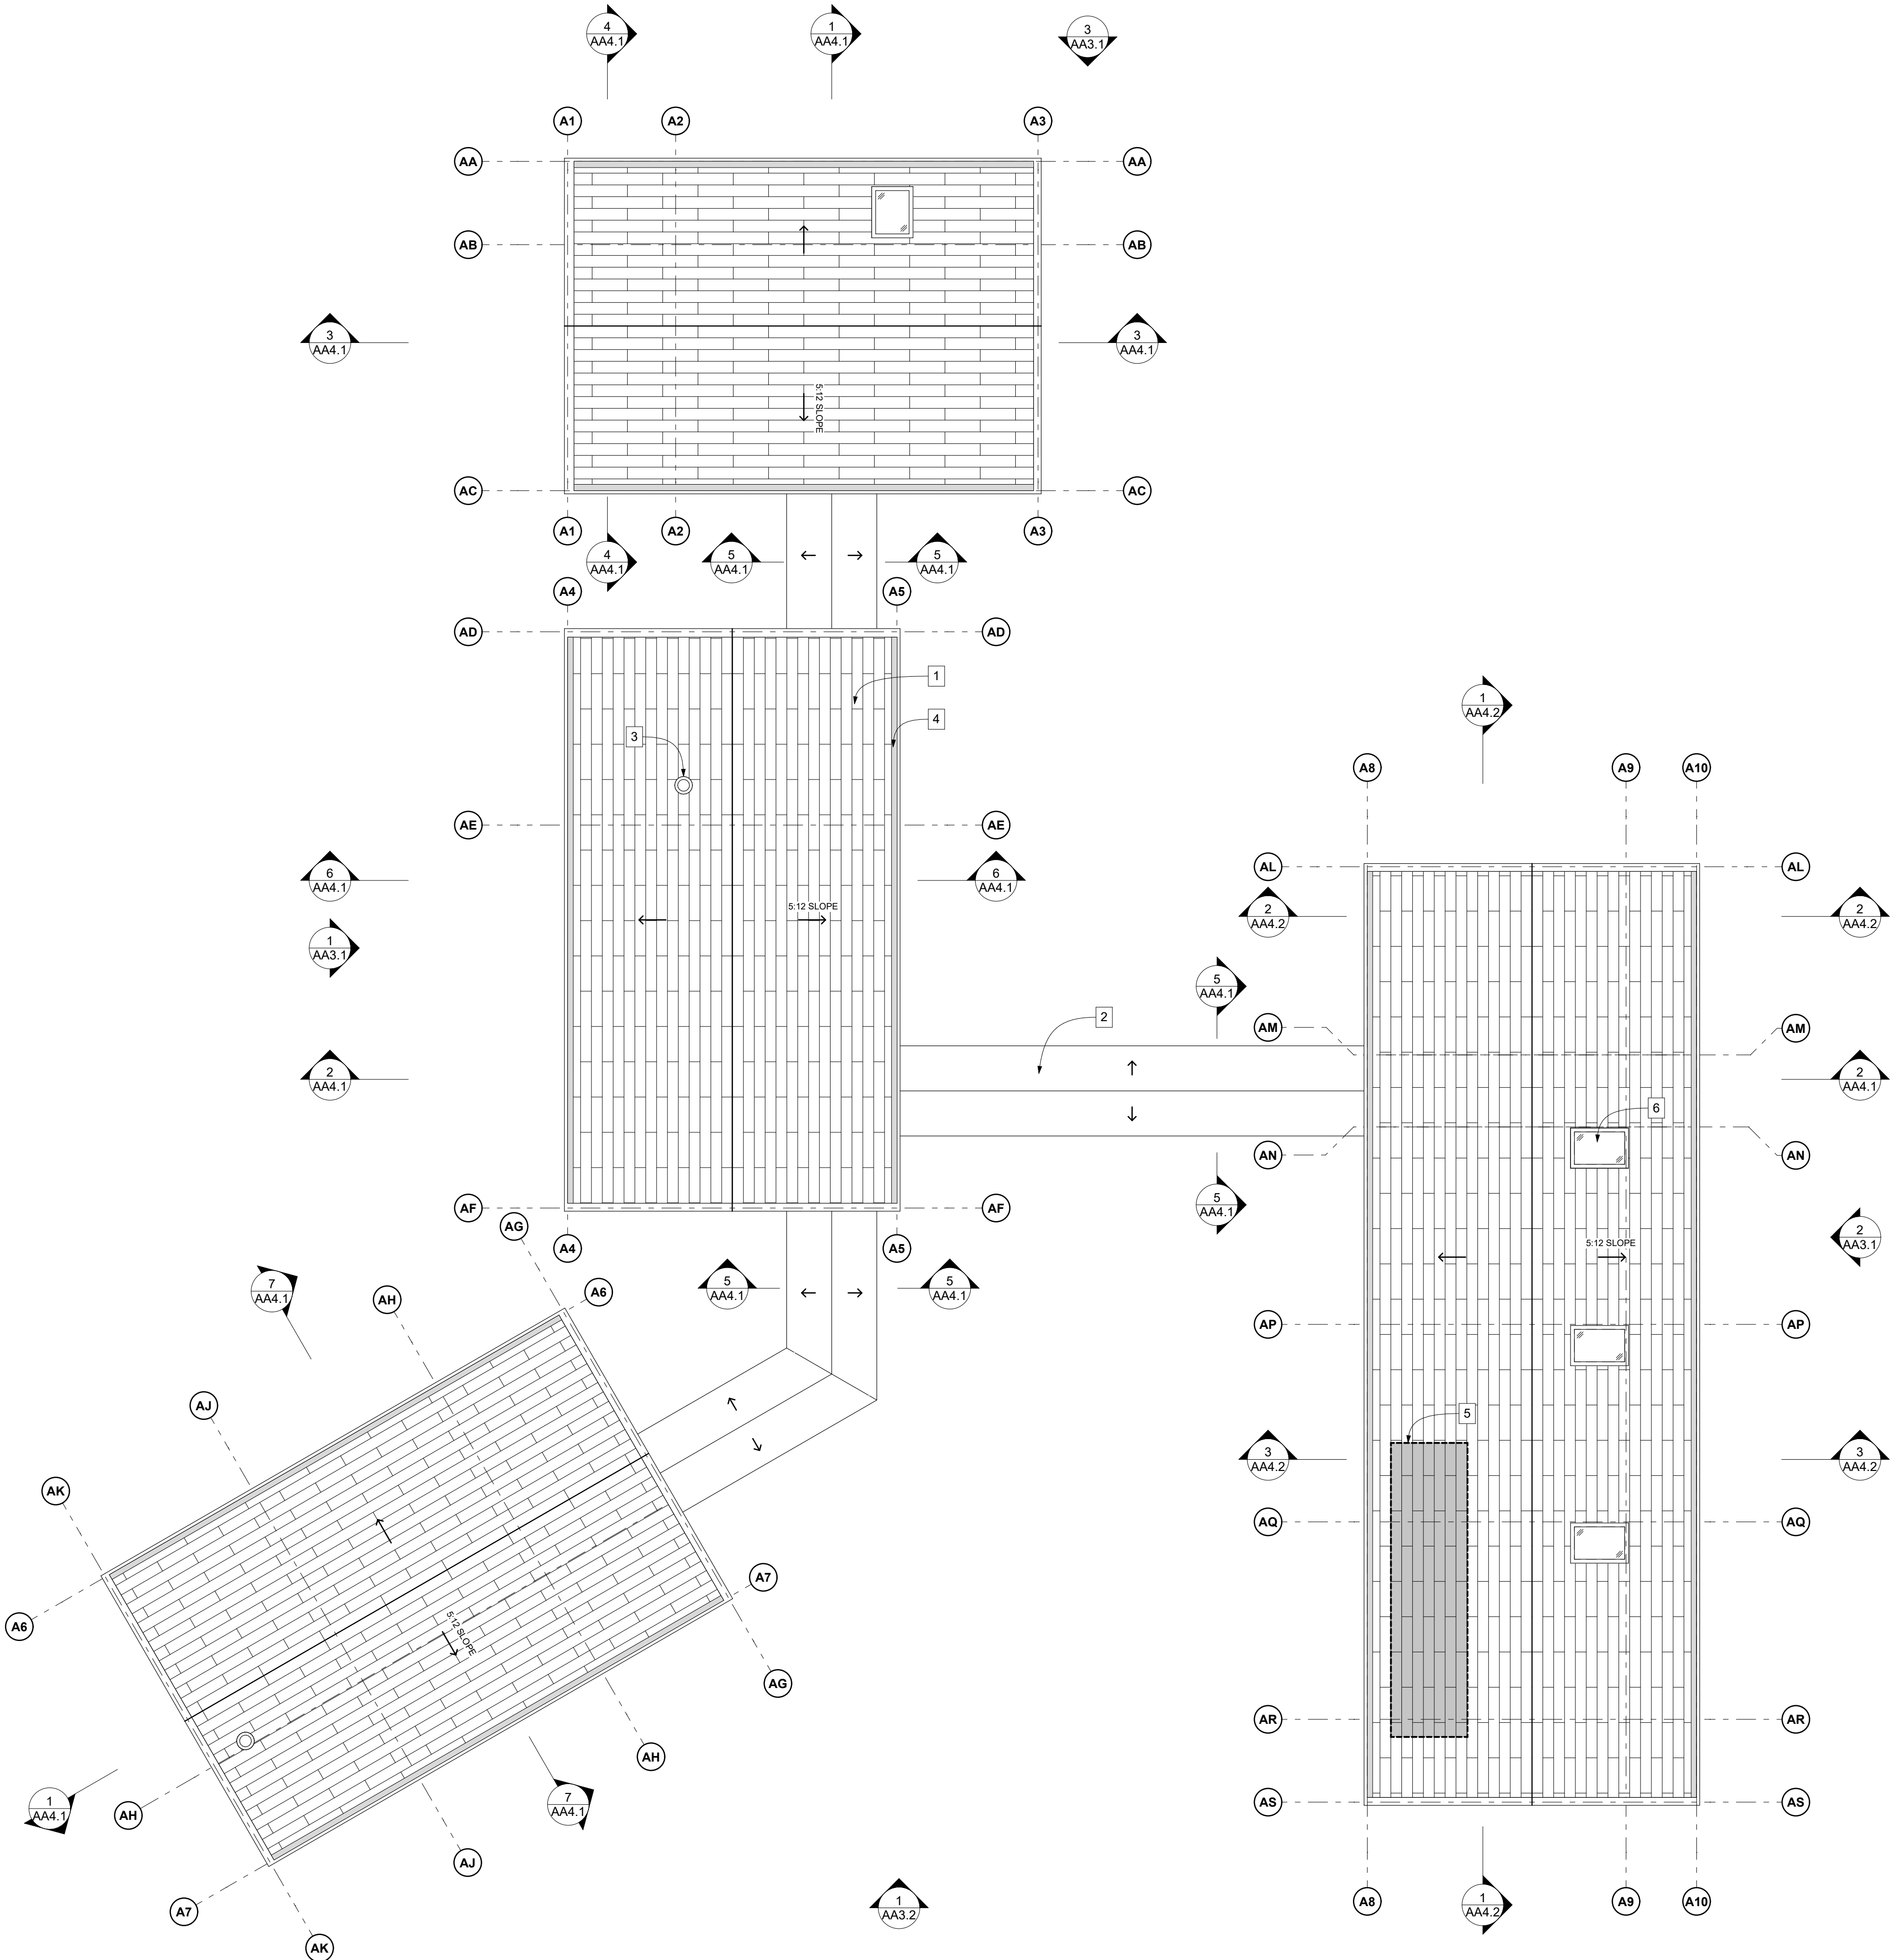 4
AA4.1
1
AA4.1
3
AA3.1
A1
A2
A3
AA
AA
AB
AB
3
AA4.1
3
AA4.1
5:12 SLOPE
AC
AC
A1
A2
A3
4
AA4.1
5
AA4.1
5
AA4.1
A4
A5
AD
AD
1
4
3
1
AA4.2
A8
A9
A10
AE
AE
6
AA4.1
6
AA4.1
AL
AL
5:12 SLOPE
2
AA4.2
2
AA4.2
1
AA3.1
5
AA4.1
2
AM
AM
2
AA4.1
2
AA4.1
6
AN
AN
AF
AF
5
AA4.1
AG
A4
A5
2
AA3.1
5:12 SLOPE
7
AA4.1
5
AA4.1
5
AA4.1
AH
A6
AP
AP
AJ
5
3
AA4.2
3
AA4.2
AK
AQ
AQ
A7
A6
5:12 SLOPE
AG
AR
AR
AH
1
AA4.1
7
AA4.1
AH
AS
AS
AJ
A7
1
AA3.2
A8
1
AA4.2
A9
A10
AK